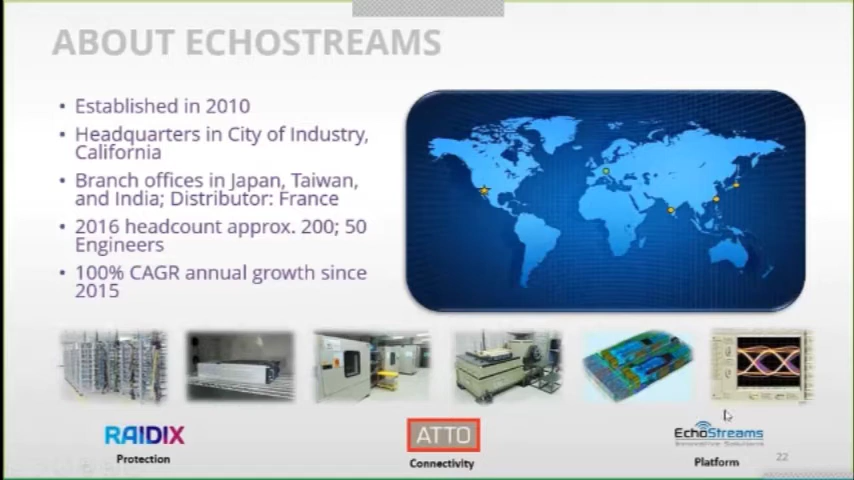 ABOUT ECHOSTREAMS
• Established in 2010
• Headquarters in City of Industry,
California
• Branch offices in Japan, Taiwan,
and India; Distributor: France
• 2016 headcount approx. 200; 50
Engineers
• 100% CAGR annual growth since
2015
RAIDIX
Protection
ATTO
Connectivity
EchoStreams
Innovative Solutions
Platform
22